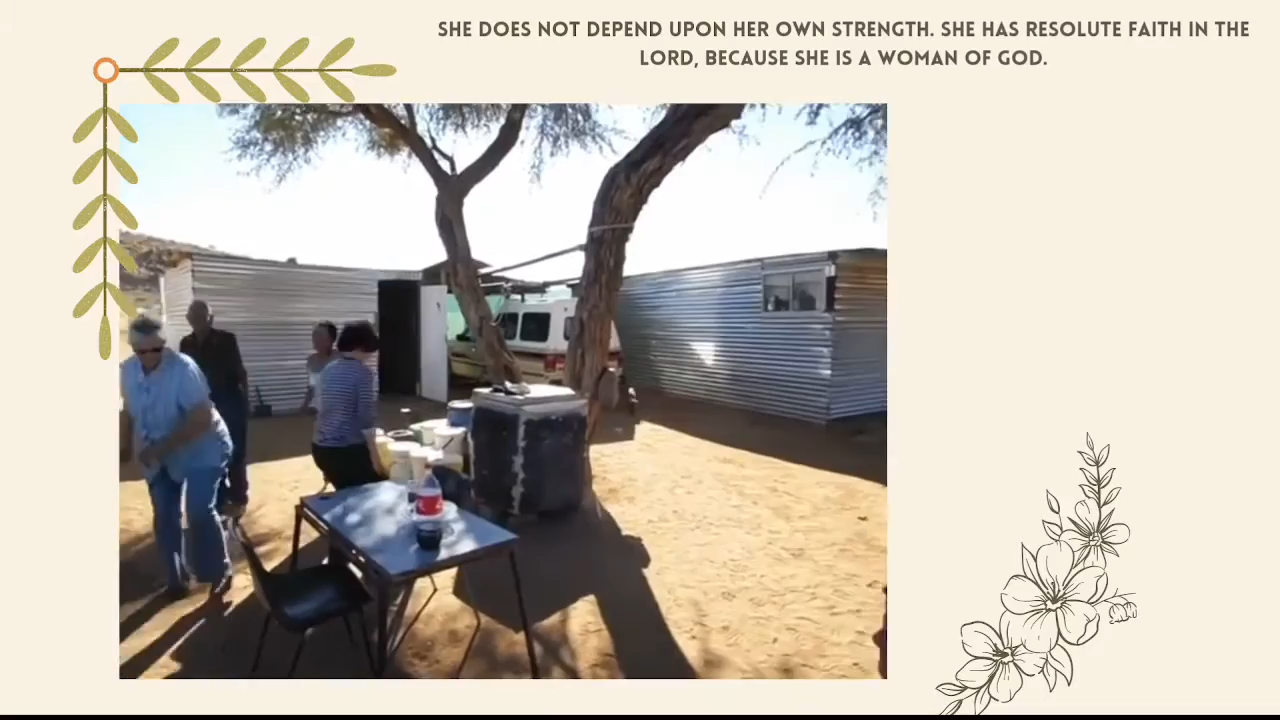 SHE DOES NOT DEPEND UPON HER OWN STRENGTH. SHE HAS RESOLUTE FAITH IN THE
LORD, BECAUSE SHE IS A WOMAN OF GOD.